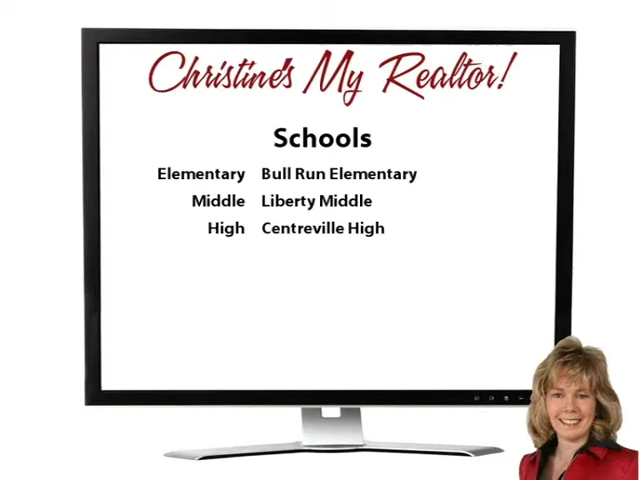 Christine's My Realtor!
Schools
Elementary Bull Run Elementary
Middle Liberty Middle
High Centreville High